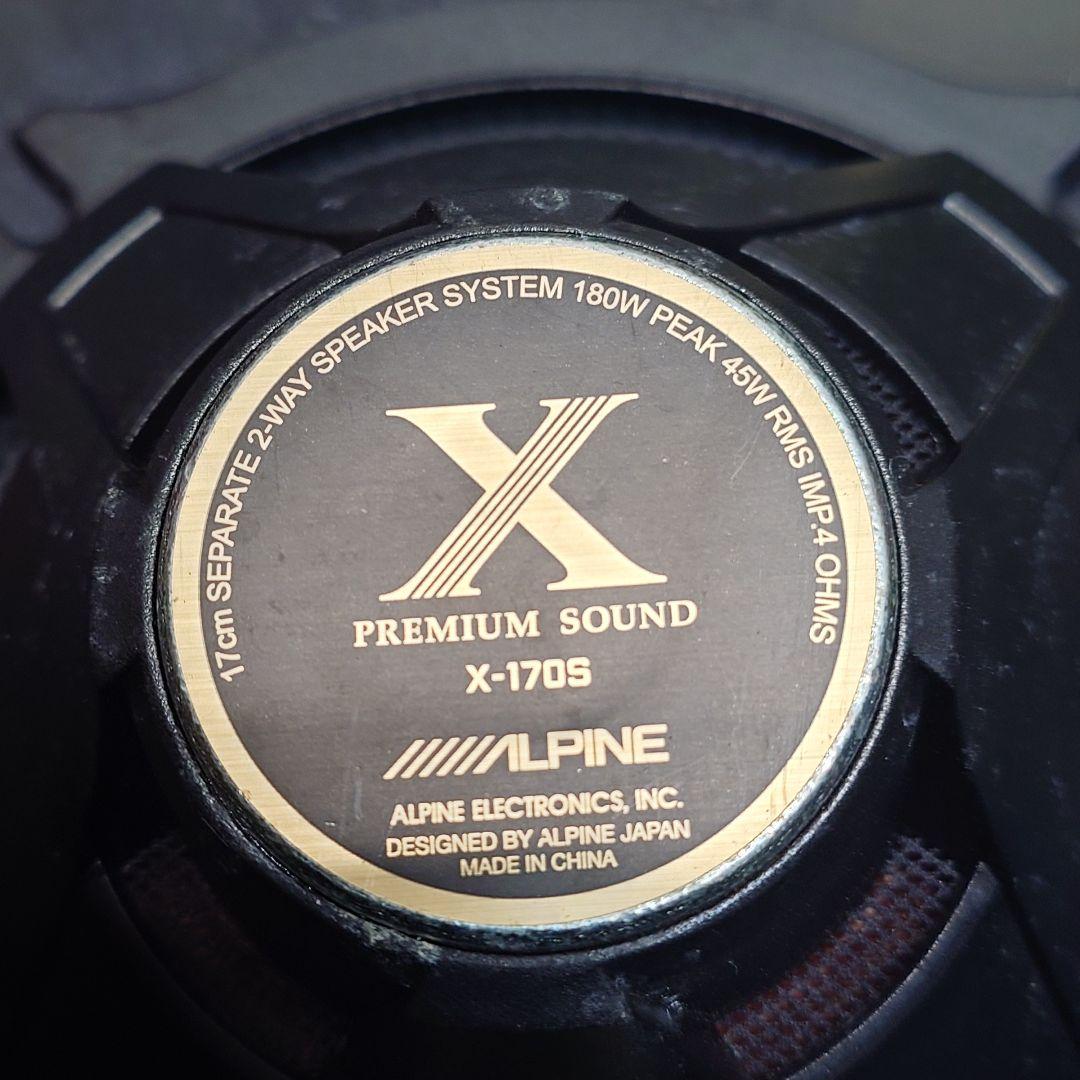 17cm SEPARATE 2-WAY SPEAKER SYSTEM 180W PEAK 45W RMS IMP.4 OHMS
X
PREMIUM SOUND
X-170S
ALPINE
ALPINE ELECTRONICS, INC.
DESIGNED BY ALPINE JAPAN
MADE IN CHINA